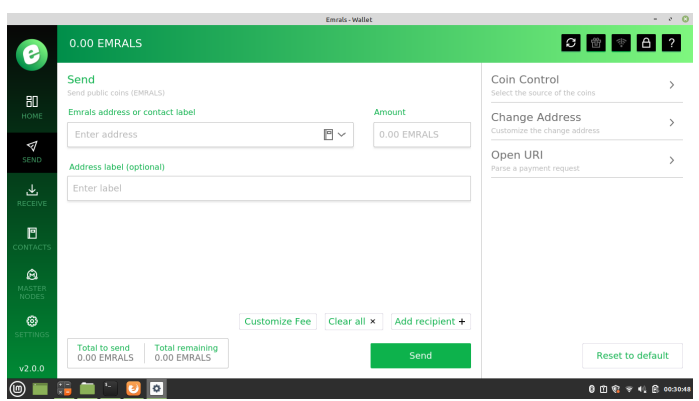 Emrals - Wallet
0.00 EMRALS
Send
Send public coins (EMRALS)
Emrals address or contact label
Amount
Enter address
0.00 EMRALS
Address label (optional)
Enter label
Coin Control
Select the source of the coins
Change Address
Customize the change address
Open URI
Parse a payment request
HOME
SEND
RECEIVE
CONTACTS
MASTER
NODES
SETTINGS
v2.0.0
Customize Fee
Clear all ×
Add recipient +
Total to send
0.00 EMRALS
Total remaining
0.00 EMRALS
Send
Reset to default
00:30:48